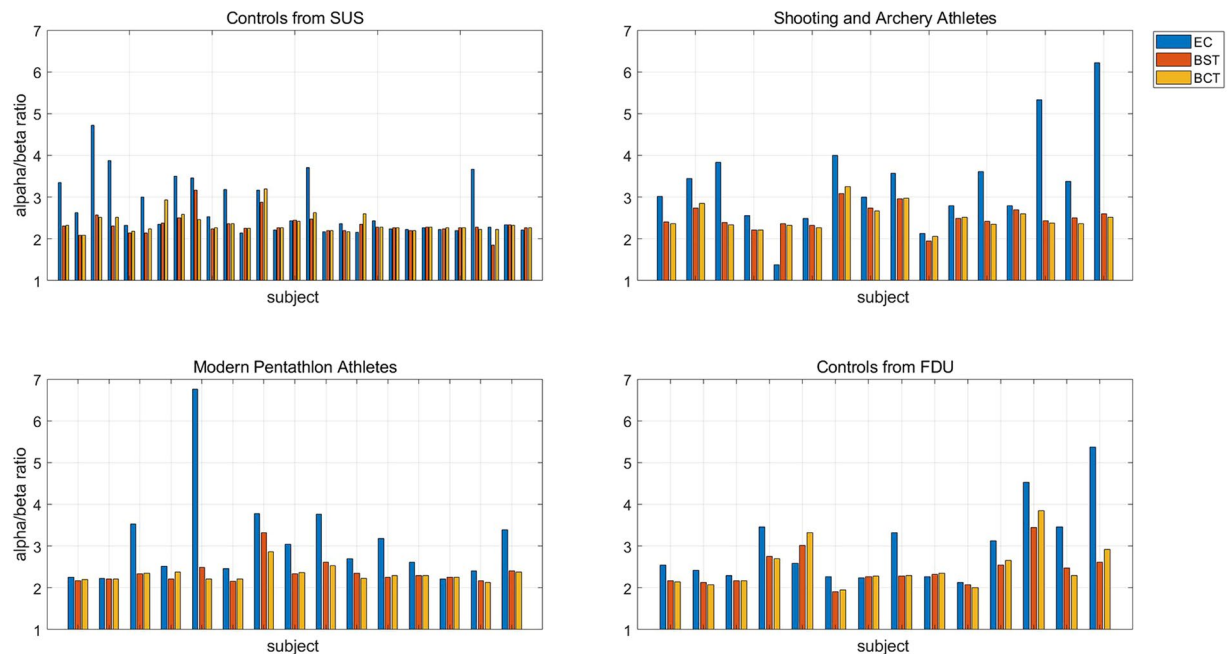 Controls from SUS
7
6
5
4
3
2
1
alpaha/beta ratio
subject
Shooting and Archery Athletes
7
6
5
4
3
2
1
subject
EC
BST
BCT
Modern Pentathlon Athletes
7
6
5
4
3
2
1
alpaha/beta ratio
subject
Controls from FDU
7
6
5
4
3
2
1
subject